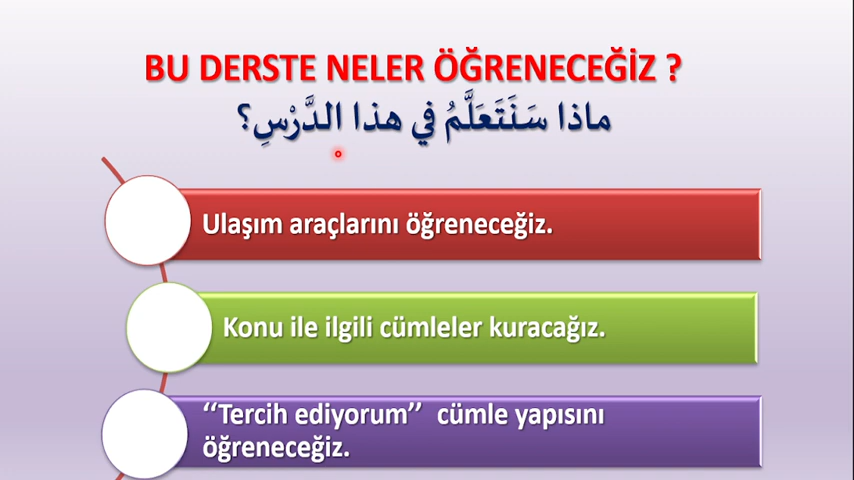 BU DERSTE NELER ÖĞRENECEĞİZ ?
ماذا سَنَتَعَلَّمُ في هذا الدَّرْسِ؟
Ulaşım araçlarını öğreneceğiz.
Konu ile ilgili cümleler kuracağız.
‘‘Tercih ediyorum’’ cümle yapısını
öğreneceğiz.